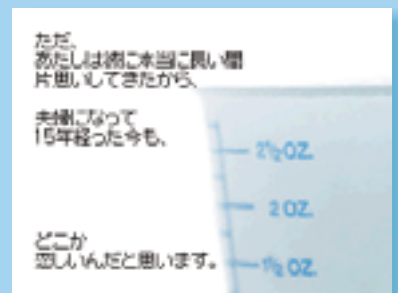 ただ、
あたしは彼に本当に長い間
片思いしてきたから、
夫婦になって
15年経った今も、
どこか
恋しいんだと思います。
2½ OZ.
2 OZ.
1½ OZ.